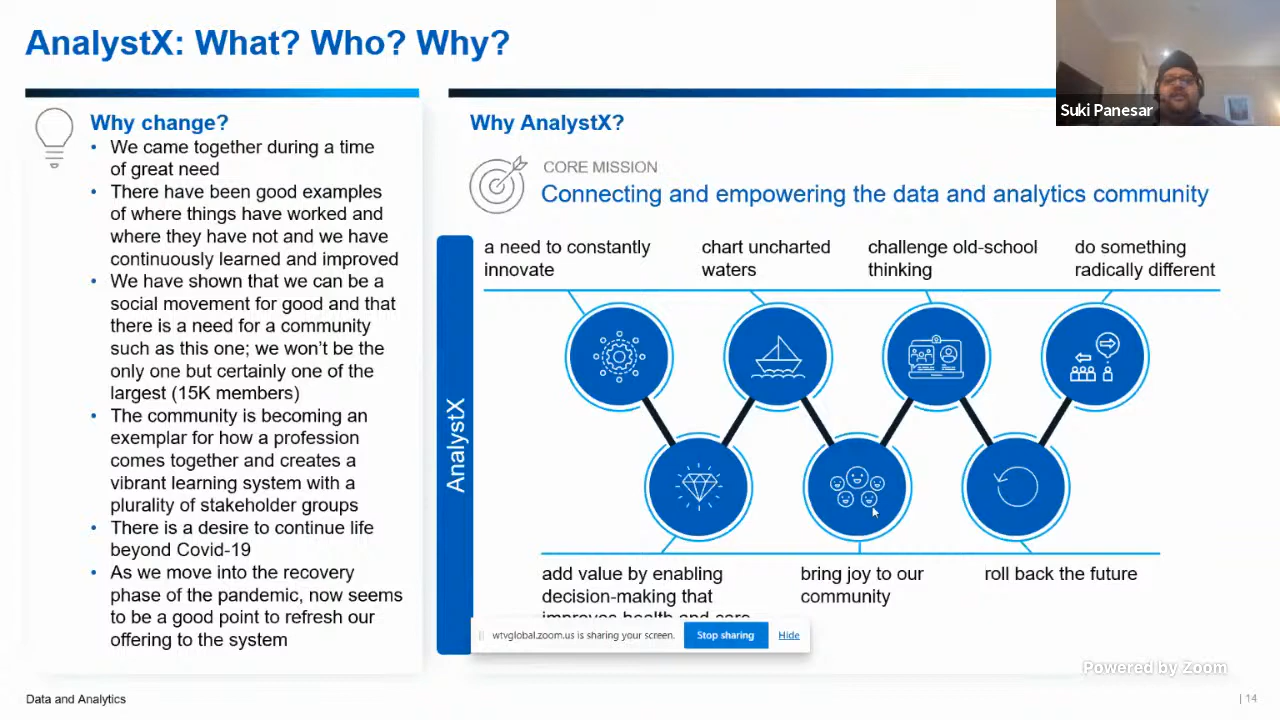 AnalystX: What? Who? Why?
Suki Panesar
Why change?
• We came together during a time
of great need
• There have been good examples
of where things have worked and
where they have not and we have
continuously learned and improved
• We have shown that we can be a
social movement for good and that
there is a need for a community
such as this one; we won't be the
only one but certainly one of the
largest (15K members)
• The community is becoming an
exemplar for how a profession
comes together and creates a
vibrant learning system with a
plurality of stakeholder groups
• There is a desire to continue life
beyond Covid-19
• As we move into the recovery
phase of the pandemic, now seems
to be a good point to refresh our
offering to the system
Why AnalystX?
CORE MISSION
Connecting and empowering the data and analytics community
AnalystX
a need to constantly
innovate
chart uncharted
waters
challenge old-school
thinking
do something
radically different
add value by enabling
decision-making that
improves health and care
bring joy to our
community
roll back the future
wtvglobal.zoom.us is sharing your screen.
Stop sharing
Hide
Powered by Zoom
Data and Analytics
| 14